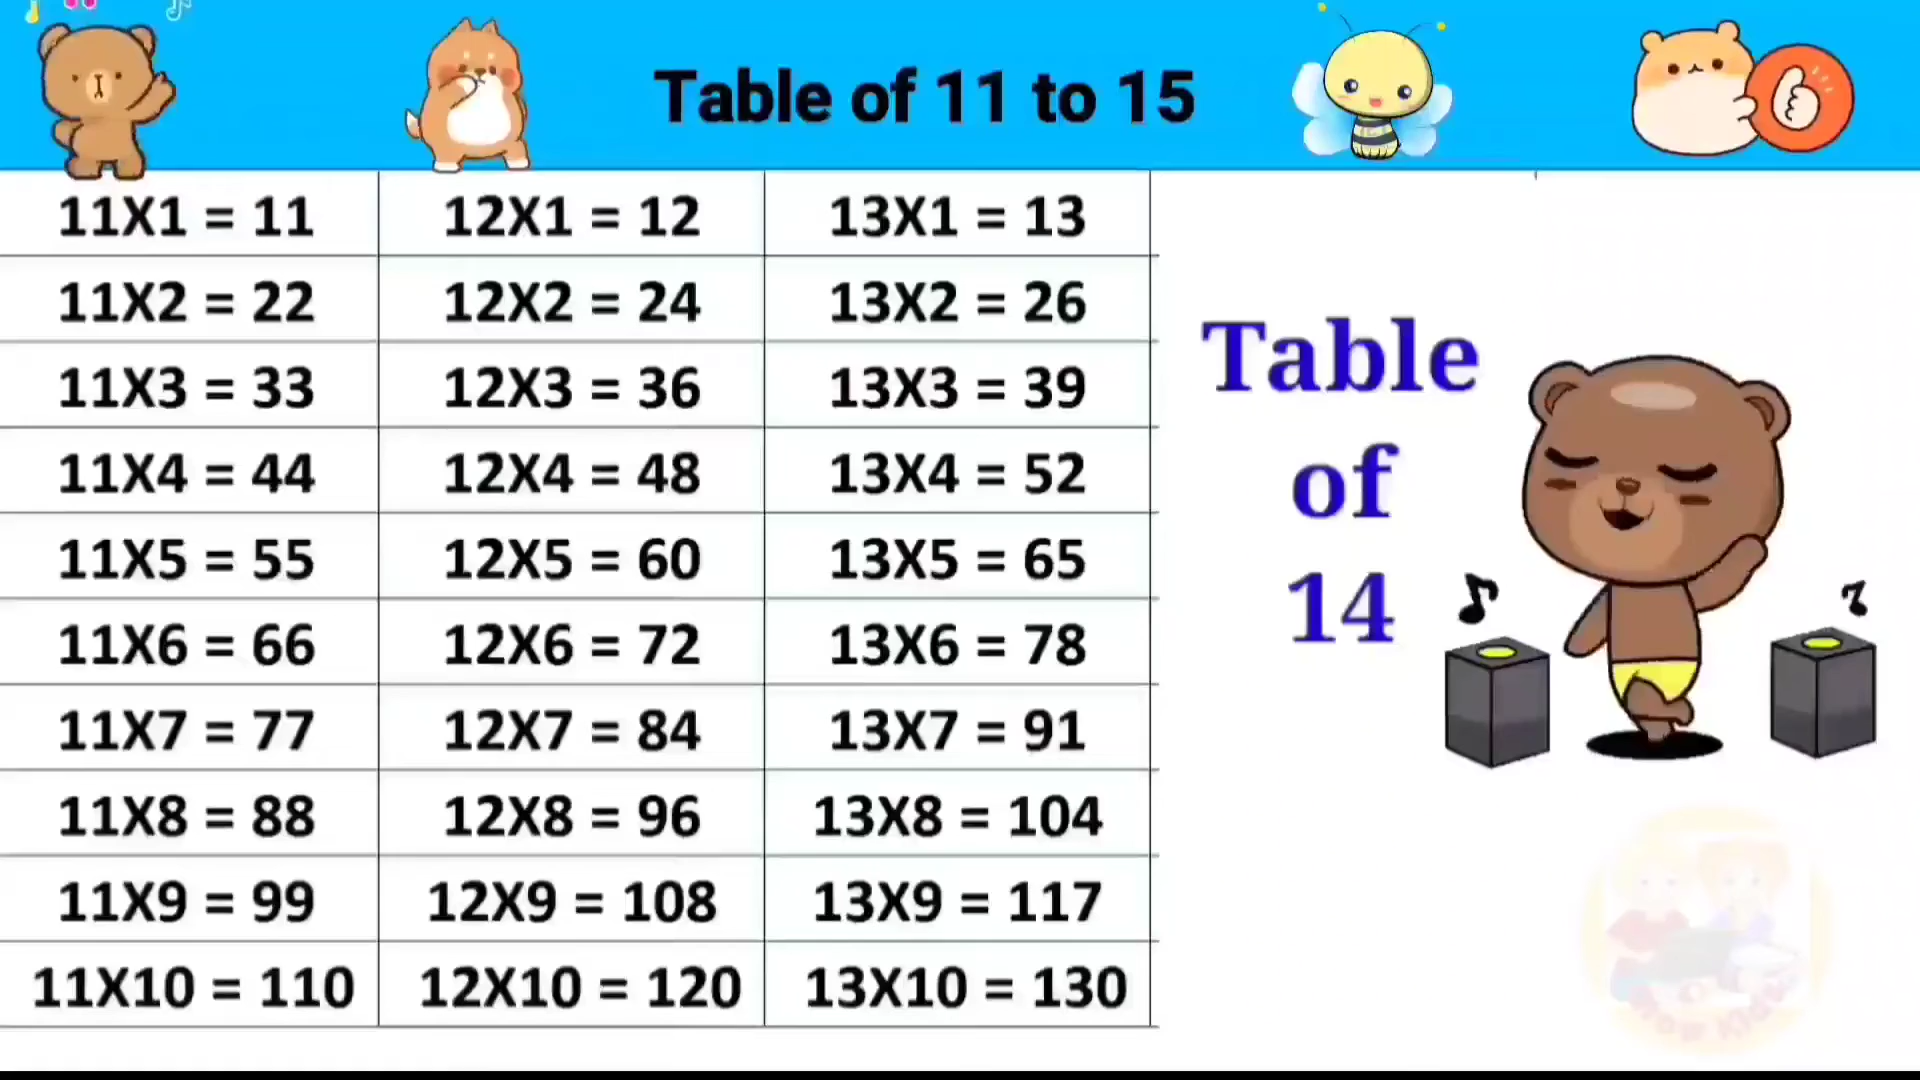 Table of 11 to 15
11X1 = 11
12X1 = 12
13X1 = 13
11X2 = 22
12X2 = 24
13X2 = 26
11X3 = 33
12X3 = 36
13X3 = 39
11X4 = 44
12X4 = 48
13X4 = 52
11X5 = 55
12X5 = 60
13X5 = 65
11X6 = 66
12X6 = 72
13X6 = 78
11X7 = 77
12X7 = 84
13X7 = 91
11X8 = 88
12X8 = 96
13X8 = 104
11X9 = 99
12X9 = 108
13X9 = 117
11X10 = 110
12X10 = 120
13X10 = 130
Table
of
14